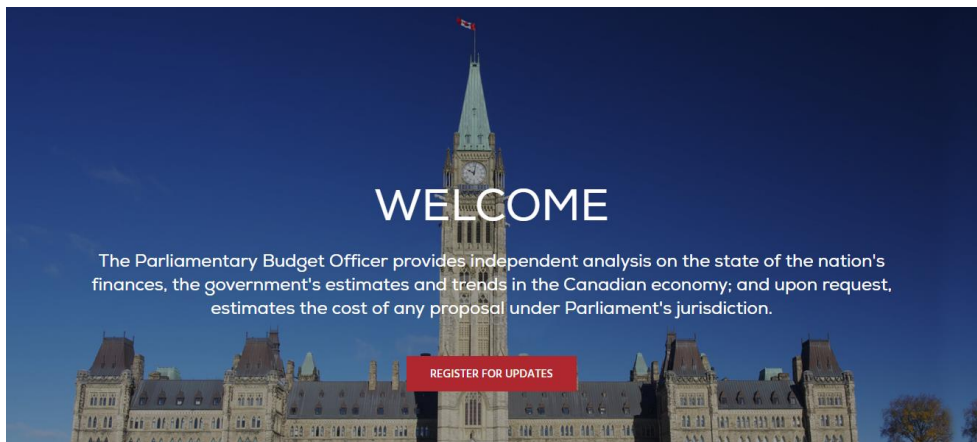 WELCOME
The Parliamentary Budget Officer provides independent analysis on the state of the nation's
finances, the government's estimates and trends in the Canadian economy; and upon request,
estimates the cost of any proposal under Parliament's jurisdiction.
REGISTER FOR UPDATES